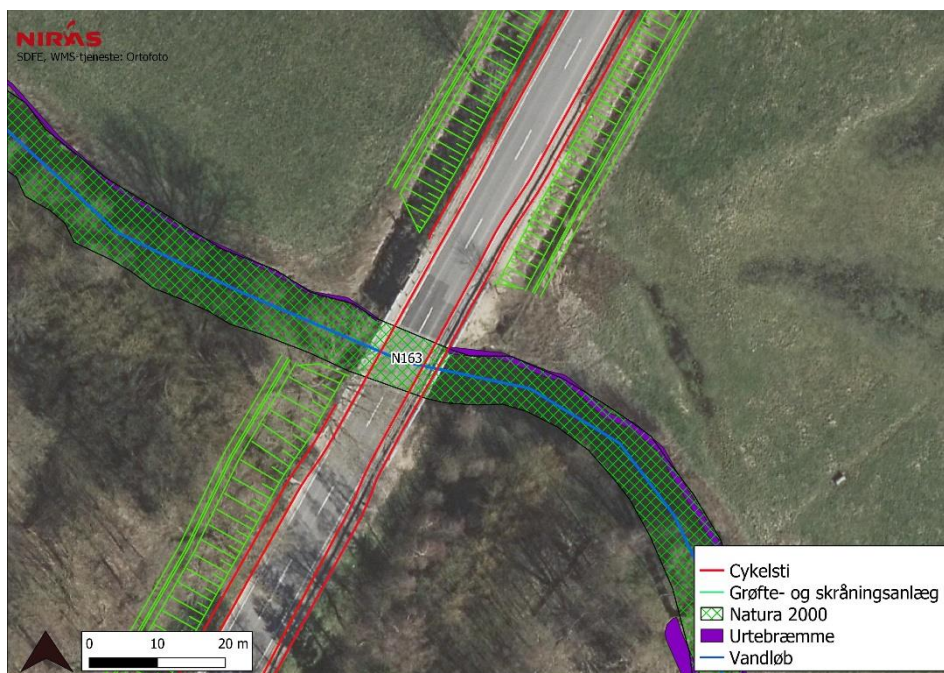 NIRAS
SDFE, WMS-tjeneste: Ortofoto
N163
0 10 20 m
Cykelsti
Grøfte- og skråningsanlæg
Natura 2000
Urtebræmme
Vandløb